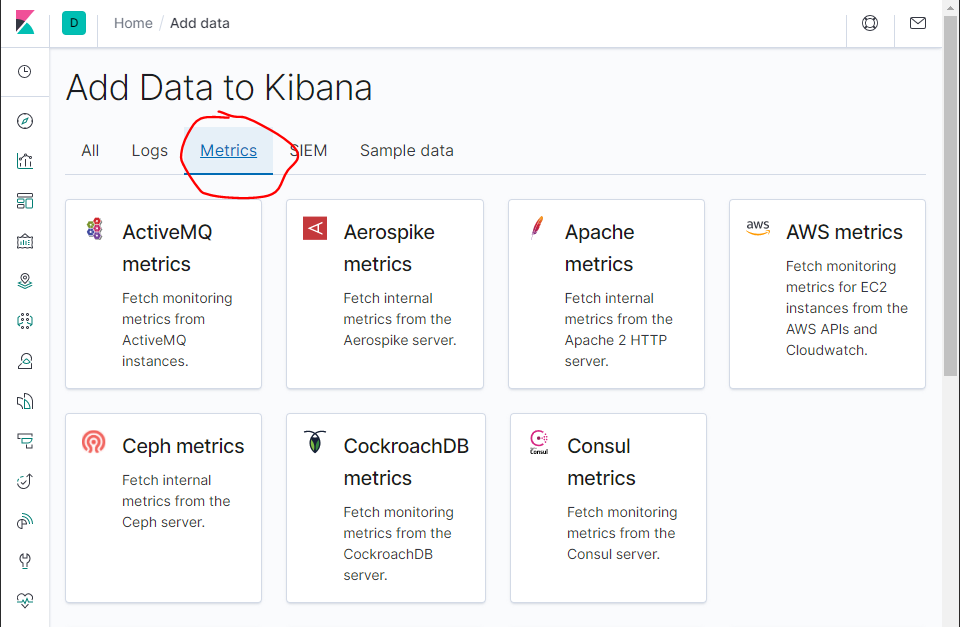 D Home / Add data
Add Data to Kibana
All Logs Metrics SIEM Sample data
ActiveMQ
metrics
Fetch monitoring
metrics from
ActiveMQ
instances.
Aerospike
metrics
Fetch internal
metrics from the
Aerospike server.
Apache
metrics
Fetch internal
metrics from the
Apache 2 HTTP
server.
aws
AWS metrics
Fetch monitoring
metrics for EC2
instances from the
AWS APIs and
Cloudwatch.
Ceph metrics
Fetch internal
metrics from the
Ceph server.
CockroachDB
metrics
Fetch monitoring
metrics from the
CockroachDB
server.
Consul
Consul
metrics
Fetch monitoring
metrics from the
Consul server.